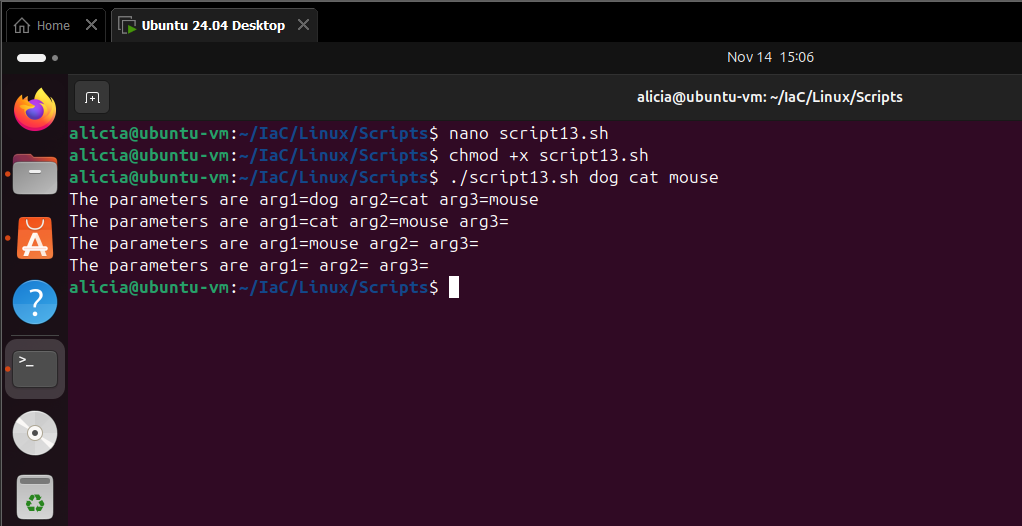 Home
Ubuntu 24.04 Desktop
Nov 14 15:06
alicia@ubuntu-vm: ~/IaC/Linux/Scripts
alicia@ubuntu-vm:~/IaC/Linux/Scripts$ nano script13.sh
alicia@ubuntu-vm:~/IaC/Linux/Scripts$ chmod +x script13.sh
alicia@ubuntu-vm:~/IaC/Linux/Scripts$ ./script13.sh dog cat mouse
The parameters are arg1=dog arg2=cat arg3=mouse
The parameters are arg1=cat arg2=mouse arg3=
The parameters are arg1=mouse arg2= arg3=
The parameters are arg1= arg2= arg3=
alicia@ubuntu-vm:~/IaC/Linux/Scripts$